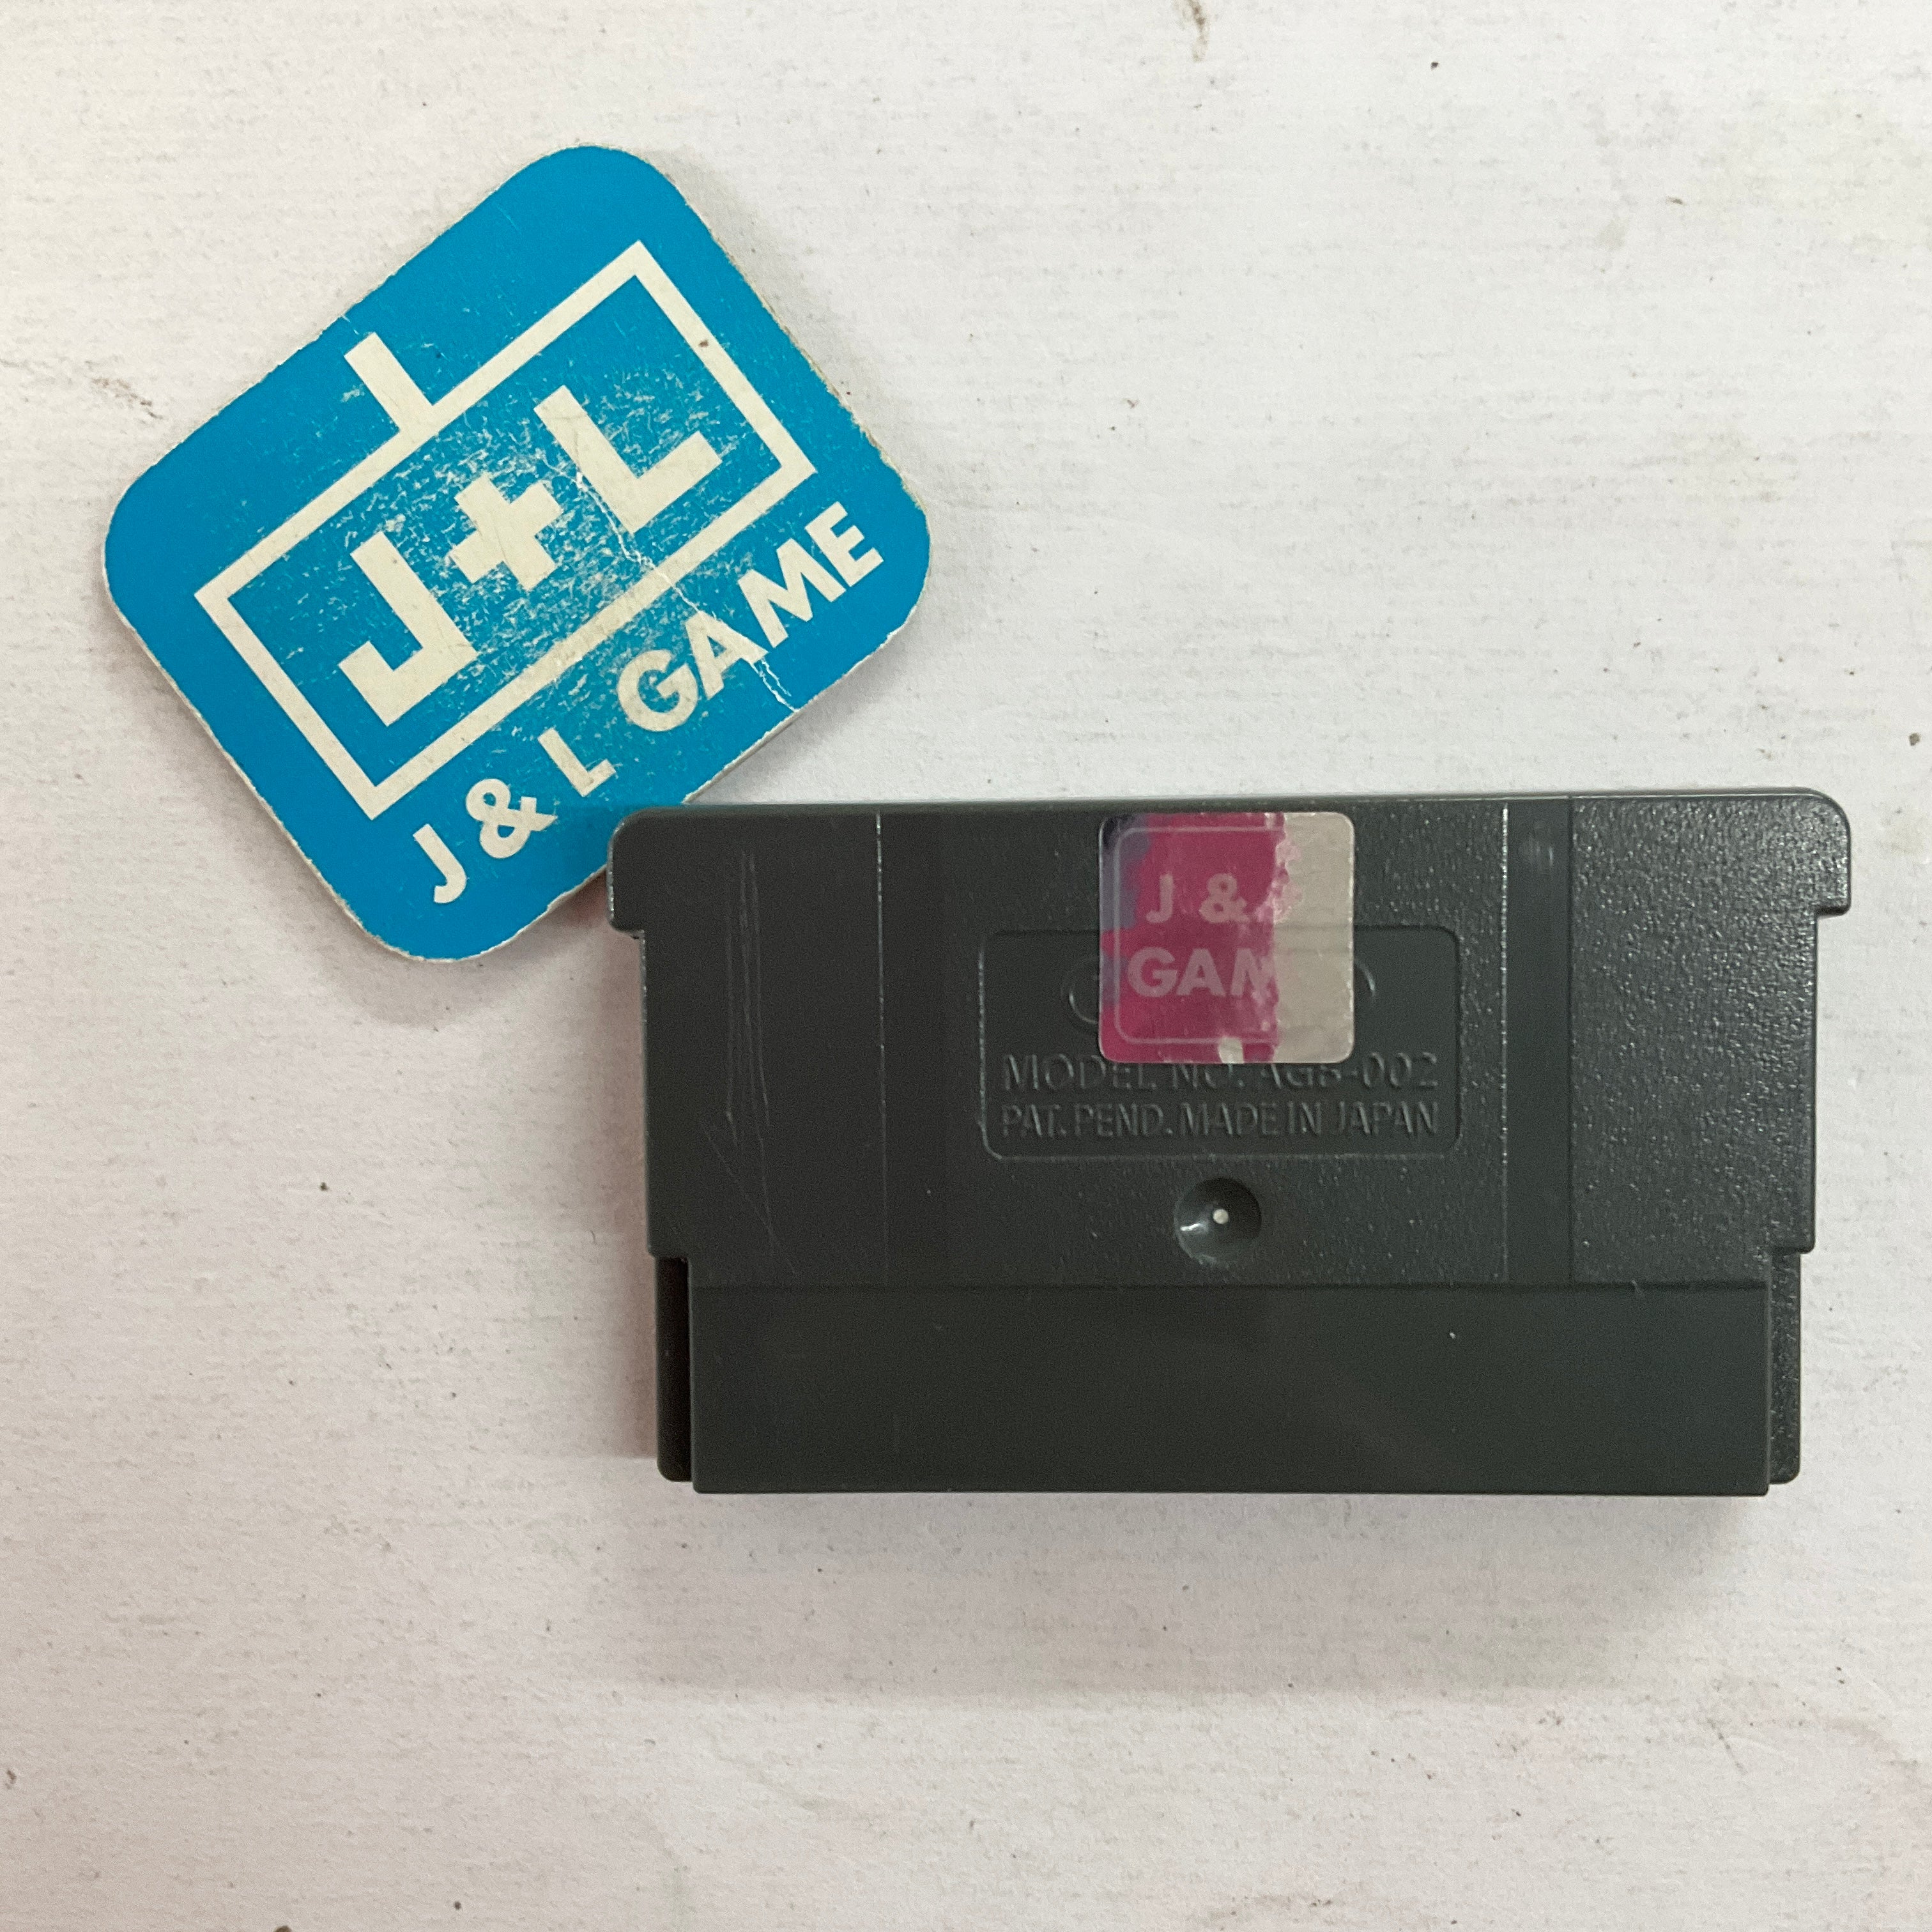 J+L
J & L GAME
J &
GAM
MODEL NO. AGB-002
PAT. PEND. MADE IN JAPAN